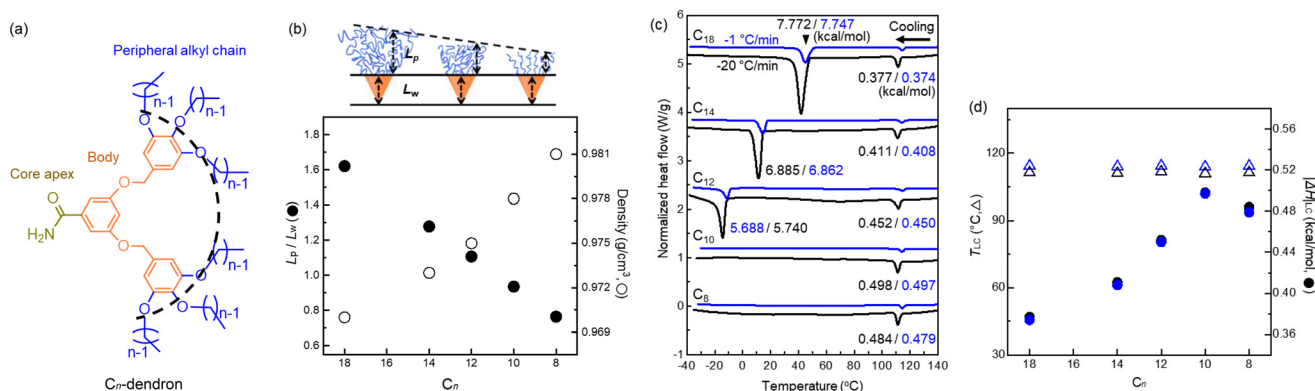 (a)
Peripheral alkyl chain
n-1
n-1
n-1
O
O
O
n-1
Body
O
Core apex
O
H₂N
O
n-1
O
O
O
n-1
n-1
Cn-dendron
(b)
Lp
Lw
Lp / Lw (●)
1.8
1.6
1.4
1.2
1.0
0.8
0.6
0.981
0.978
0.975
0.972
0.969
Density (g/cm³, ○)
18 16 14 12 10 8
Cn
(c)
7.772 / 7.747
(kcal/mol)
Cooling
C18
-1 °C/min
-20 °C/min
0.377 / 0.374
(kcal/mol)
C14
6.885 / 6.862
0.411 / 0.408
C12
5.688 / 5.740
0.452 / 0.450
C10
0.498 / 0.497
C8
0.484 / 0.479
Normalized heat flow (W/g)
6
5
4
3
2
1
0
-1
-40 -20 0 20 40 60 80 100 120 140
Temperature (°C)
(d)
TLC (°C, △)
120
90
60
30
0.56
0.52
0.48
0.44
0.40
0.36
|ΔH|LC (kcal/mol, ●)
18 16 14 12 10 8
Cn